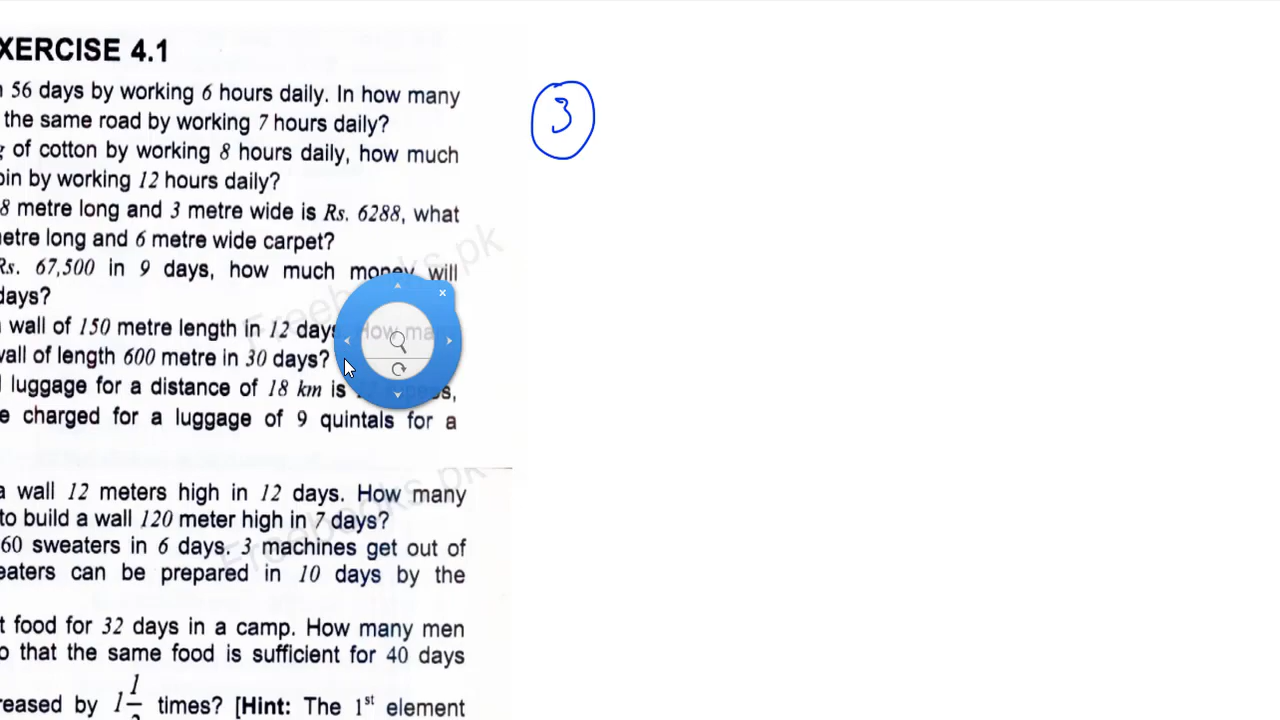 XERCISE 4.1
56 days by working 6 hours daily. In how many
3
the same road by working 7 hours daily?
of cotton by working 8 hours daily, how much
by working 12 hours daily?
8 metre long and 3 metre wide is Rs. 6288, what
etre long and 6 metre wide carpet?
Rs. 67,500 in 9 days, how much money will
days?
wall of 150 metre length in 12 days. How
wall of length 600 metre in 30 days?
luggage for a distance of 18 km is
charged for a luggage of 9 quintals for a
a wall 12 meters high in 12 days. How many
to build a wall 120 meter high in 7 days?
60 sweaters in 6 days. 3 machines get out of
eaters can be prepared in 10 days by the
food for 32 days in a camp. How many men
that the same food is sufficient for 40 days
reased by 1 1/2 times? [Hint: The 1st element
Freebooks.pk